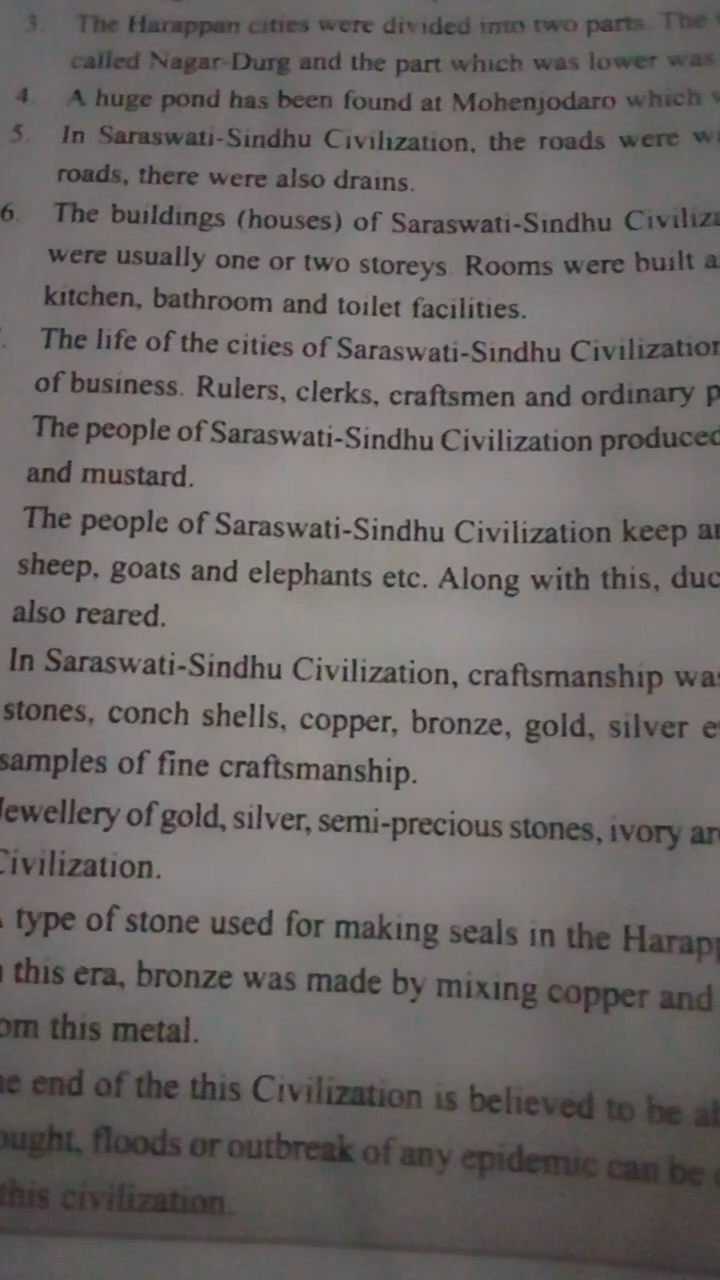 3. The Harappan cities were divided into two parts. The
called Nagar-Durg and the part which was lower was
4. A huge pond has been found at Mohenjodaro which
5. In Saraswati-Sindhu Civilization, the roads were
roads, there were also drains.
6. The buildings (houses) of Saraswati-Sindhu
were usually one or two storeys. Rooms were built
kitchen, bathroom and toilet facilities.
The life of the cities of Saraswati-Sindhu Civilization
of business. Rulers, clerks, craftsmen and ordinary
The people of Saraswati-Sindhu Civilization produced
and mustard.
The people of Saraswati-Sindhu Civilization keep
sheep, goats and elephants etc. Along with this,
also reared.
In Saraswati-Sindhu Civilization, craftsmanship was
stones, conch shells, copper, bronze, gold, silver
samples of fine craftsmanship.
Jewellery of gold, silver, semi-precious stones, ivory
Civilization.
type of stone used for making seals in the
this era, bronze was made by mixing copper and
this metal.
end of the this Civilization is believed to be
floods or outbreak of any epidemic can be
this civilization.